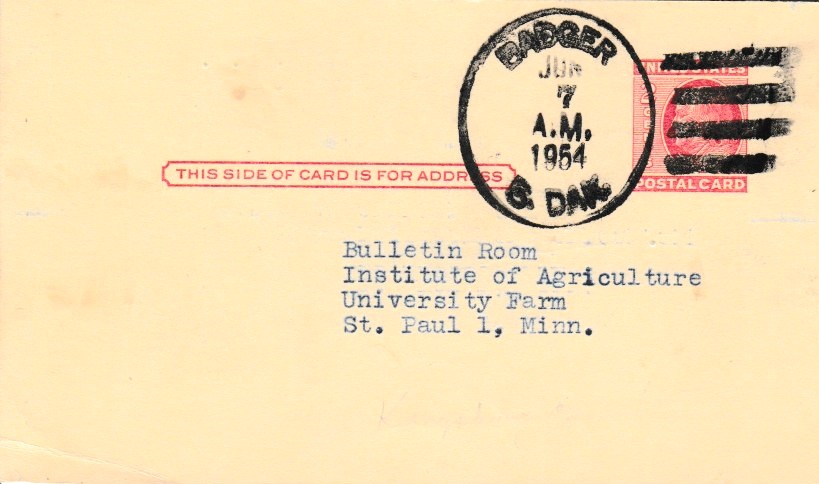 BADGER
JUN
7
A.M.
1954
S. DAK.
UNITED STATES
POSTAL CARD
THIS SIDE OF CARD IS FOR ADDRESS
Bulletin Room
Institute of Agriculture
University Farm
St. Paul 1, Minn.